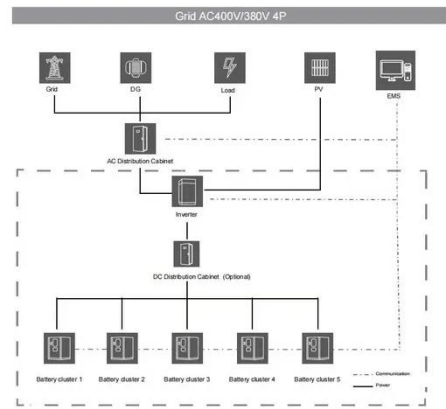 Grid AC400V/380V 4P
Grid
DG
Load
PV
EMS
AC Distribution Cabinet
Inverter
DC Distribution Cabinet (Optional)
Battery cluster 1
Battery cluster 2
Battery cluster 3
Battery cluster 4
Battery cluster 5
Communication
Power